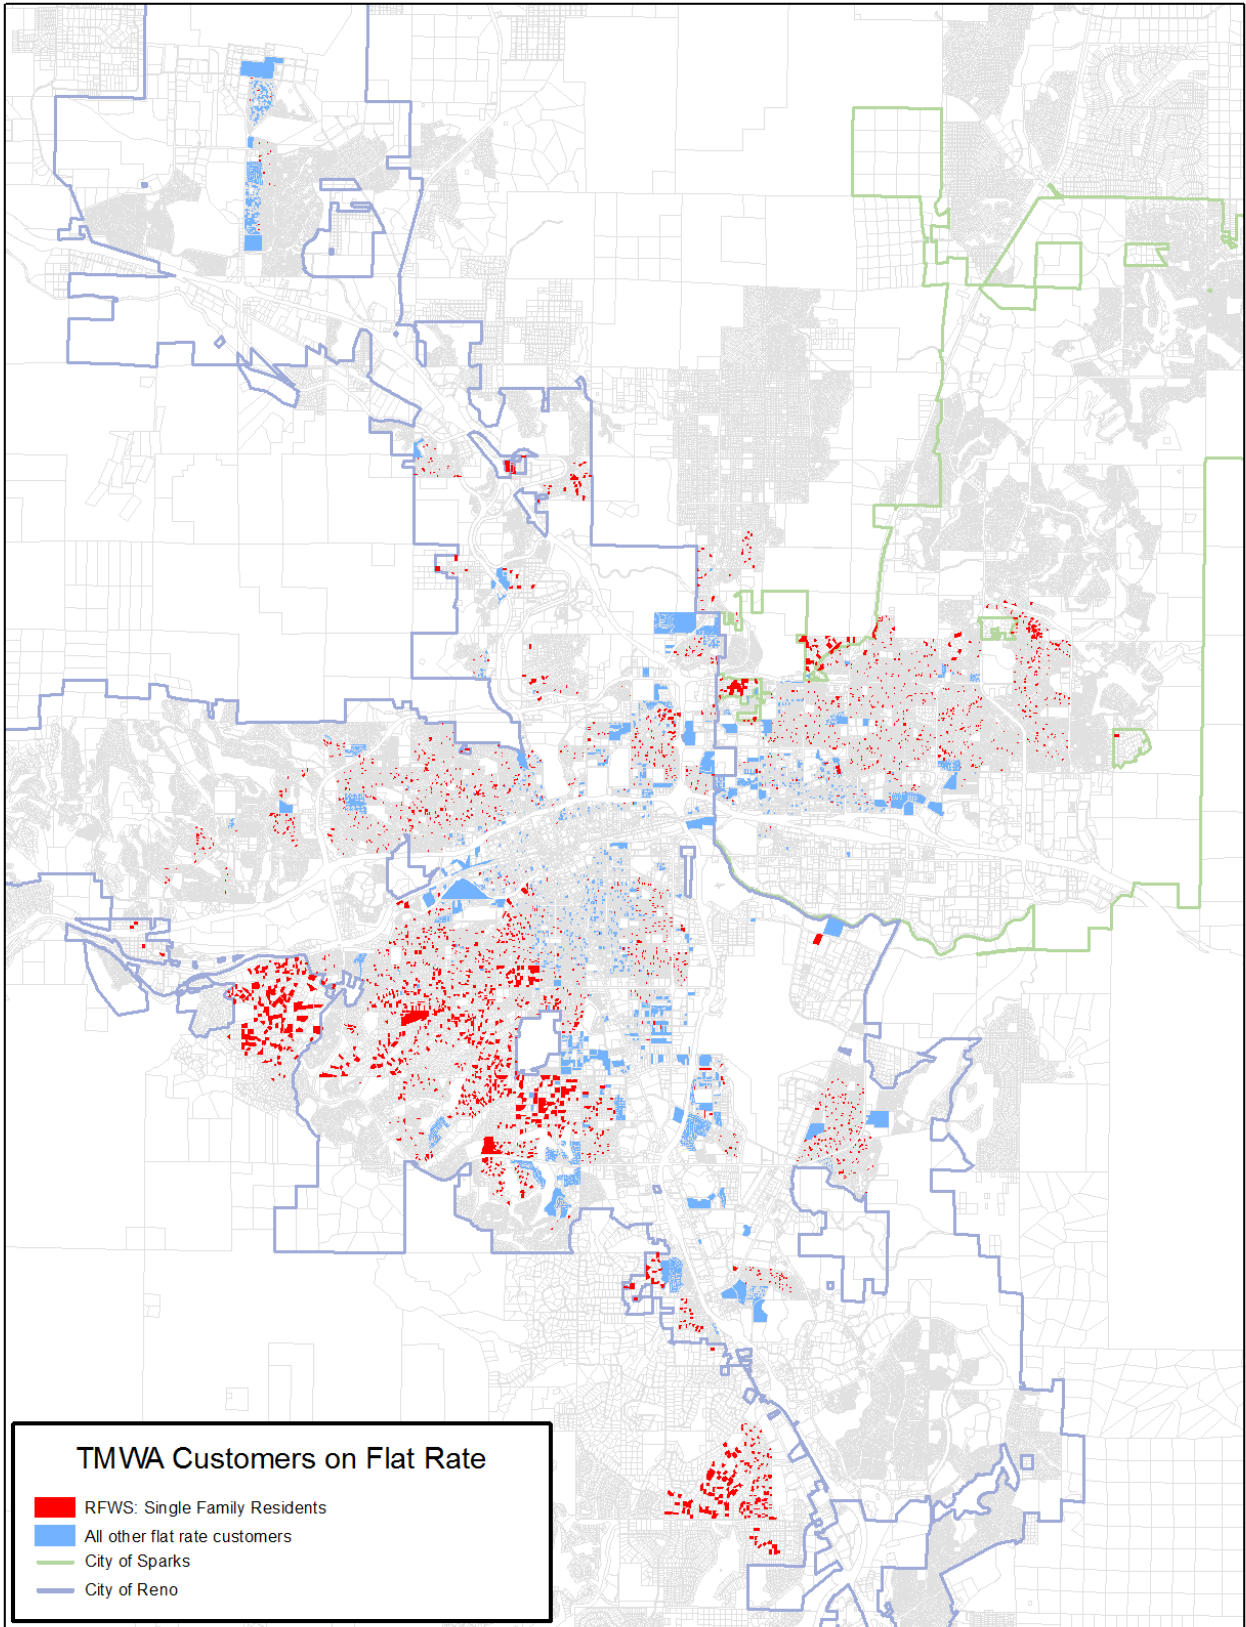 TMWA Customers on Flat Rate
RFWS: Single Family Residents
All other flat rate customers
City of Sparks
City of Reno